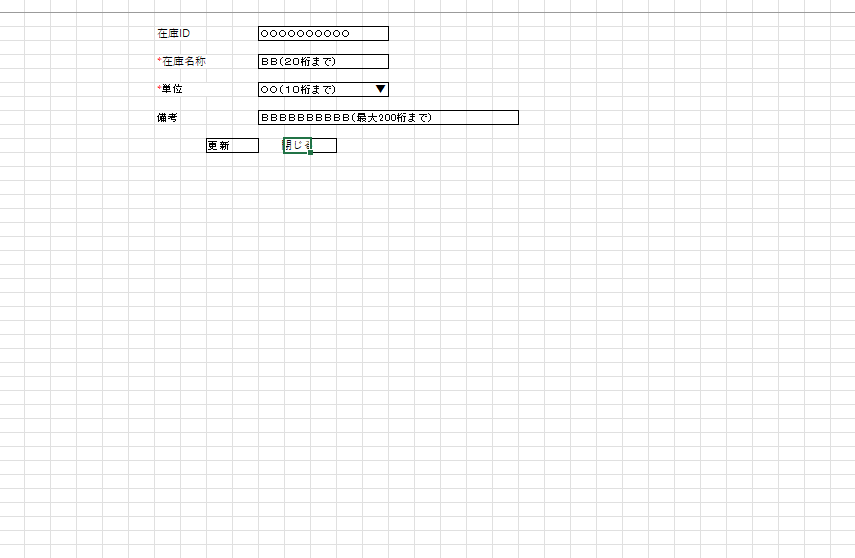 在庫ID ○○○○○○○○○○
*在庫名称 BB(20桁まで)
*単位 ○○(10桁まで) ▼
備考 BBBBBBBBBB(最大200桁まで)
更新 閉じる